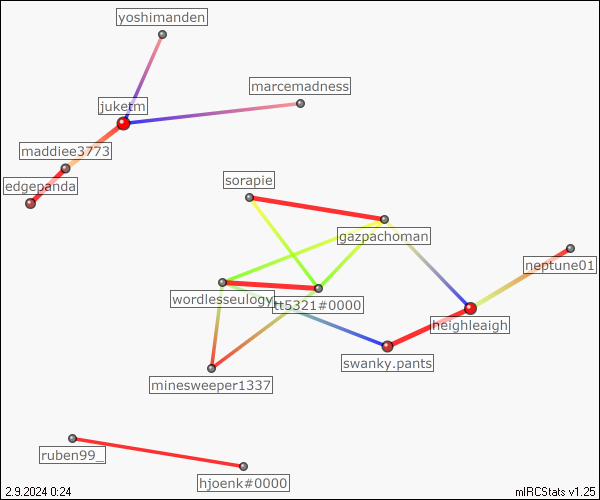 yoshimanden
marcemadness
juketm
maddiee3773
edgepanda
sorapie
gazpachoman
neptune01
wordlesseulogy
tt5321#0000
heighleaigh
swanky.pants
minesweeper1337
ruben99_
hjoenk#0000
2.9.2024 0:24
mIRCStats v1.25